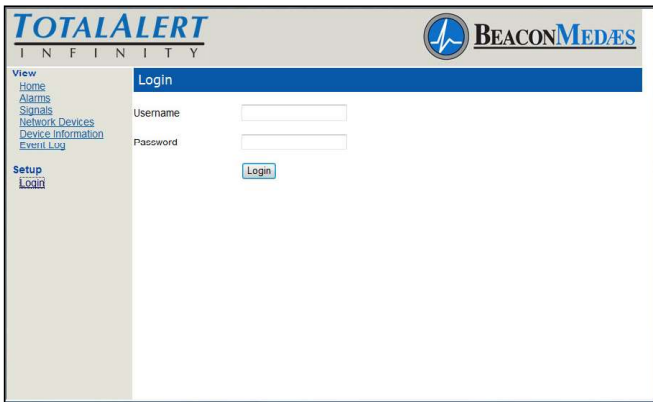 TOTALALERT
INFINITY
BEACONMEDÆS
View
Home
Alarms
Signals
Network Devices
Device Information
Event Log
Setup
Login
Login
Username
Password
Login